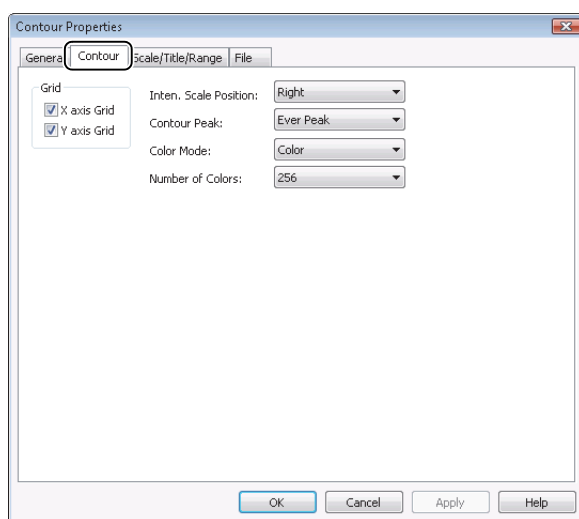 Contour Properties
General Contour Scale/Title/Range File
Grid
X axis Grid
Y axis Grid
Inten. Scale Position: Right
Contour Peak: Ever Peak
Color Mode: Color
Number of Colors: 256
OK Cancel Apply Help